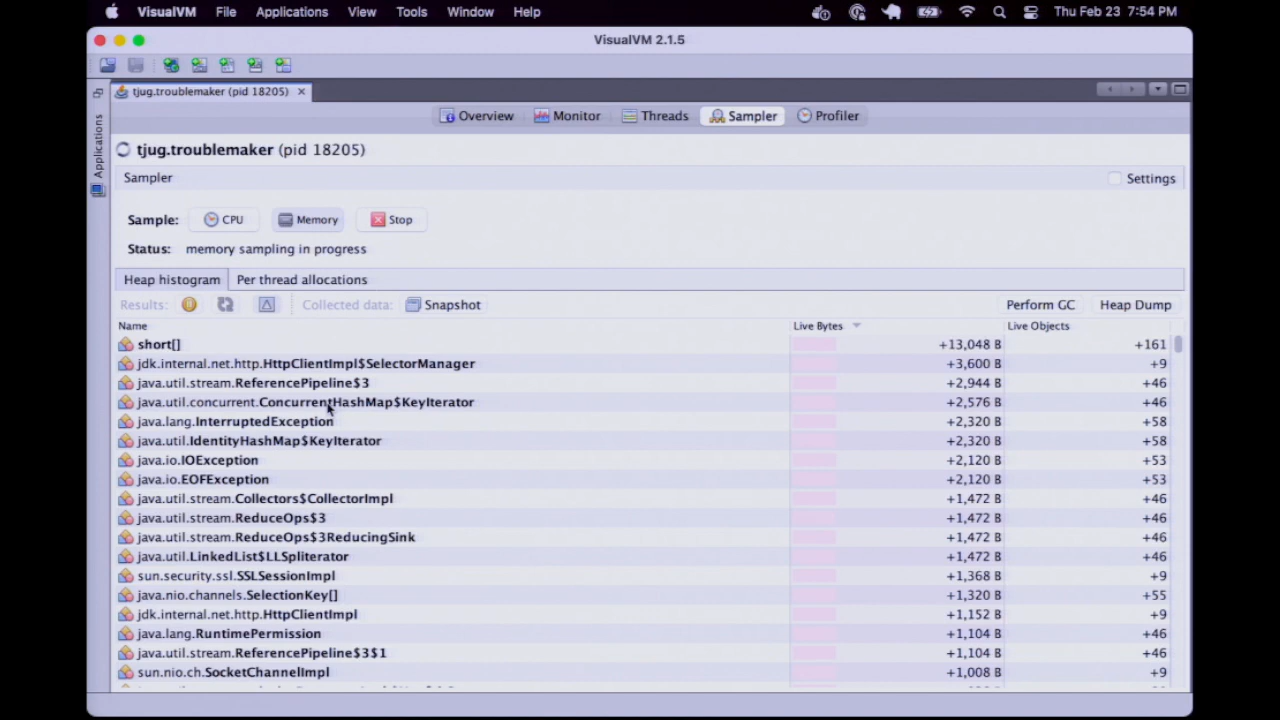 VisualVM File Applications View Tools Window Help Thu Feb 23 7:54 PM
VisualVM 2.1.5
tjug.troublemaker (pid 18205)
Applications
Overview Monitor Threads Sampler Profiler
tjug.troublemaker (pid 18205)
Sampler Settings
Sample: CPU Memory Stop
Status: memory sampling in progress
Heap histogram Per thread allocations
Results: Collected data: Snapshot Perform GC Heap Dump
Name Live Bytes Live Objects
short[] +13,048 B +161
jdk.internal.net.http.HttpClientImpl$SelectorManager +3,600 B +9
java.util.stream.ReferencePipeline$3 +2,944 B +46
java.util.concurrent.ConcurrentHashMap$KeyIterator +2,576 B +46
java.lang.InterruptedException +2,320 B +58
java.util.IdentityHashMap$KeyIterator +2,320 B +58
java.io.IOException +2,120 B +53
java.io.EOFException +2,120 B +53
java.util.stream.Collectors$CollectorImpl +1,472 B +46
java.util.stream.ReduceOps$3 +1,472 B +46
java.util.stream.ReduceOps$3ReducingSink +1,472 B +46
java.util.LinkedList$LLSpliterator +1,472 B +46
sun.security.ssl.SSLSessionImpl +1,368 B +9
java.nio.channels.SelectionKey[] +1,320 B +55
jdk.internal.net.http.HttpClientImpl +1,152 B +9
java.lang.RuntimePermission +1,104 B +46
java.util.stream.ReferencePipeline$3$1 +1,104 B +46
sun.nio.ch.SocketChannelImpl +1,008 B +9